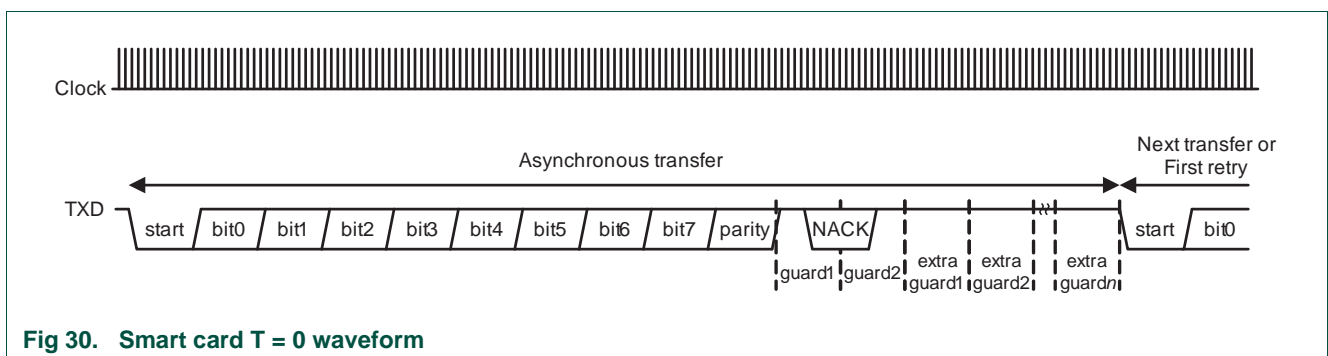 Clock
Next transfer or
First retry
Asynchronous transfer
TXD
start bit0 bit1 bit2 bit3 bit4 bit5 bit6 bit7 parity NACK start bit0
guard1 guard2 extra guard1 extra guard2 extra guardn
Fig 30. Smart card T = 0 waveform